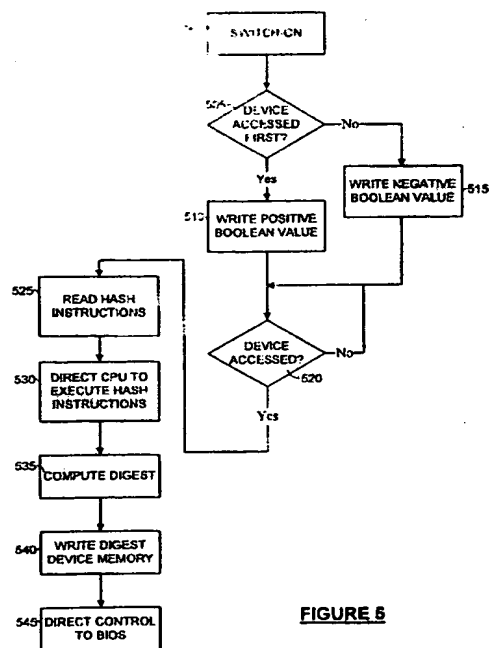 SWITCH-ON
DEVICE
ACCESSED
FIRST?
No
Yes
WRITE NEGATIVE
BOOLEAN VALUE
515
WRITE POSITIVE
BOOLEAN VALUE
525
READ HASH
INSTRUCTIONS
DEVICE
ACCESSED?
No
520
Yes
530
DIRECT CPU TO
EXECUTE HASH
INSTRUCTIONS
535
COMPUTE DIGEST
540
WRITE DIGEST
DEVICE MEMORY
545
DIRECT CONTROL
TO BIOS
FIGURE 5